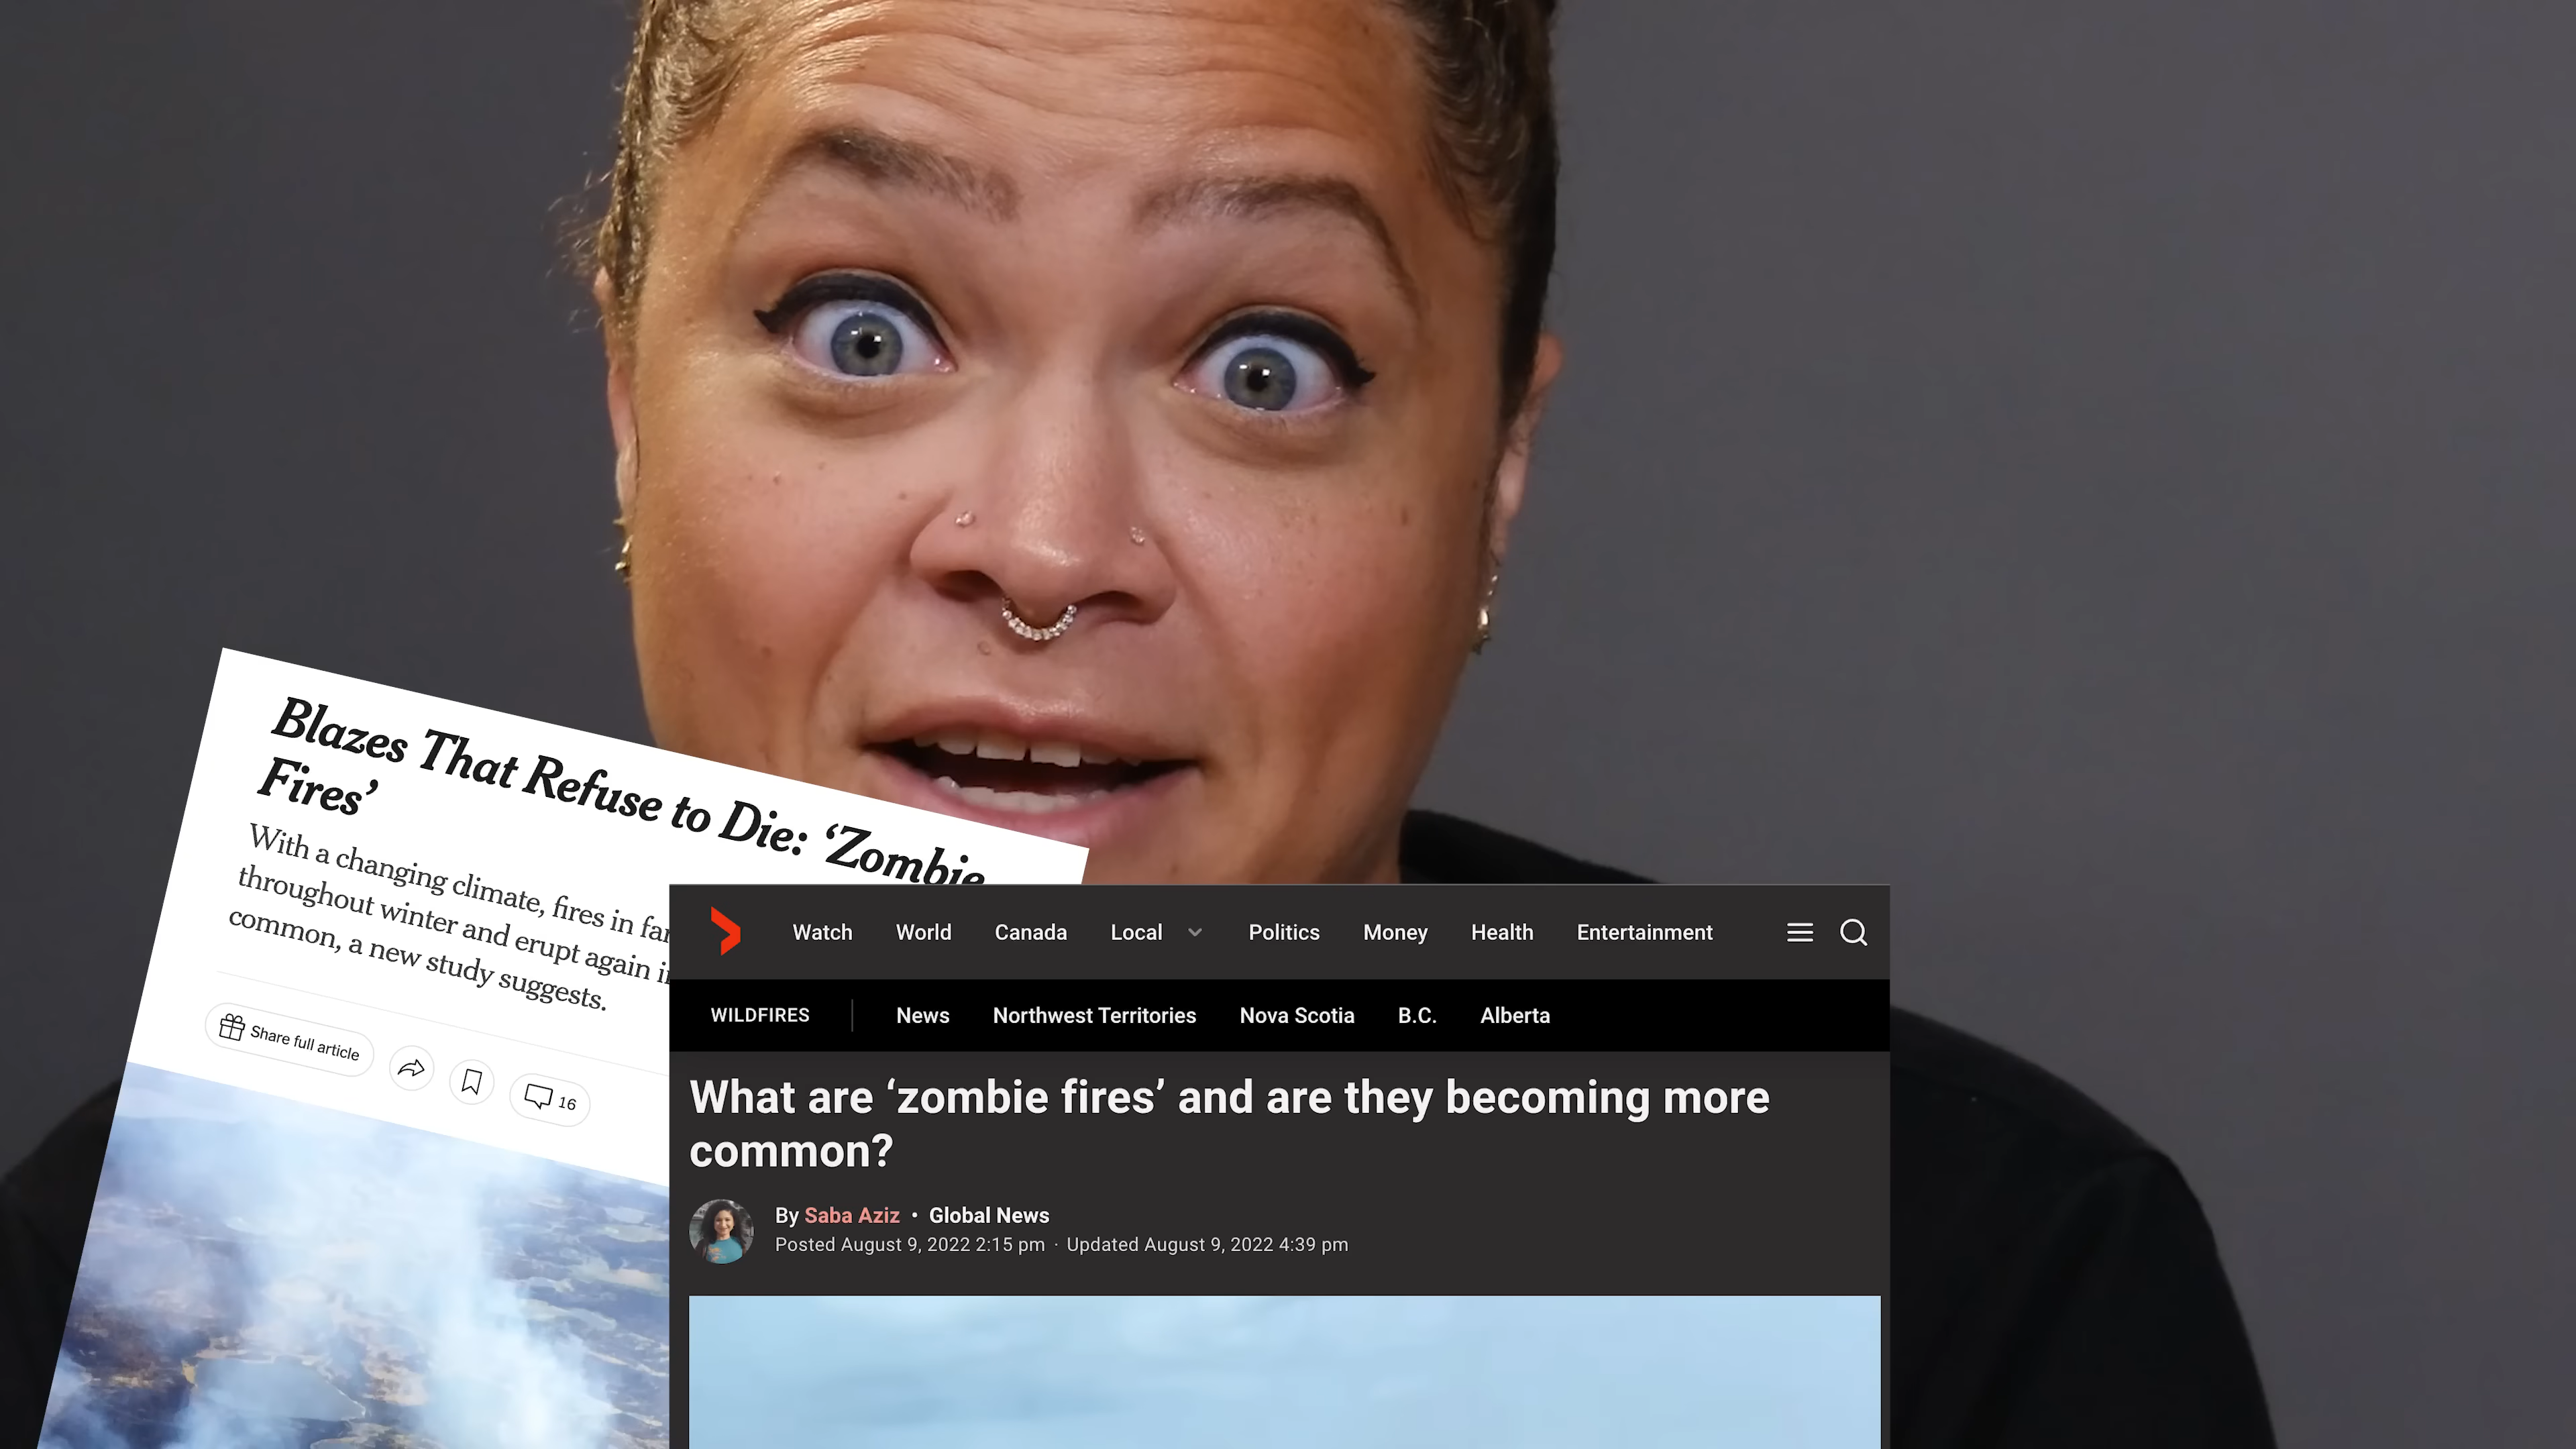 Blazes That Refuse to Die: ‘Zombie
Fires’
With a changing climate, fires in far
throughout winter and erupt again in
common, a new study suggests.
Share full article
16
Watch World Canada Local Politics Money Health Entertainment
WILDFIRES News Northwest Territories Nova Scotia B.C. Alberta
What are ‘zombie fires’ and are they becoming more
common?
By Saba Aziz • Global News
Posted August 9, 2022 2:15 pm · Updated August 9, 2022 4:39 pm